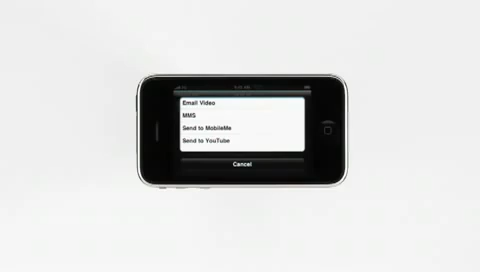 Email Video
MMS
Send to MobileMe
Send to YouTube
Cancel